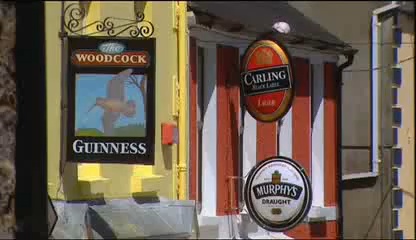 The
WOODCOCK
GUINNESS
CARLING
BLACK LABEL
LAGER
MURPHY'S
DRAUGHT